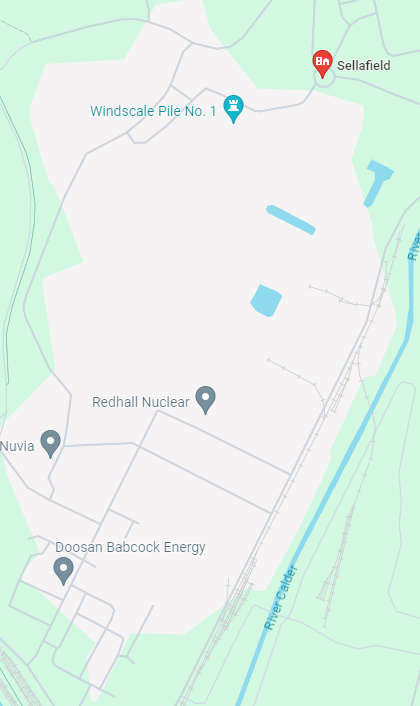 Sellafield
Windscale Pile No. 1
River
Redhall Nuclear
Nuvia
Doosan Babcock Energy
River Calder